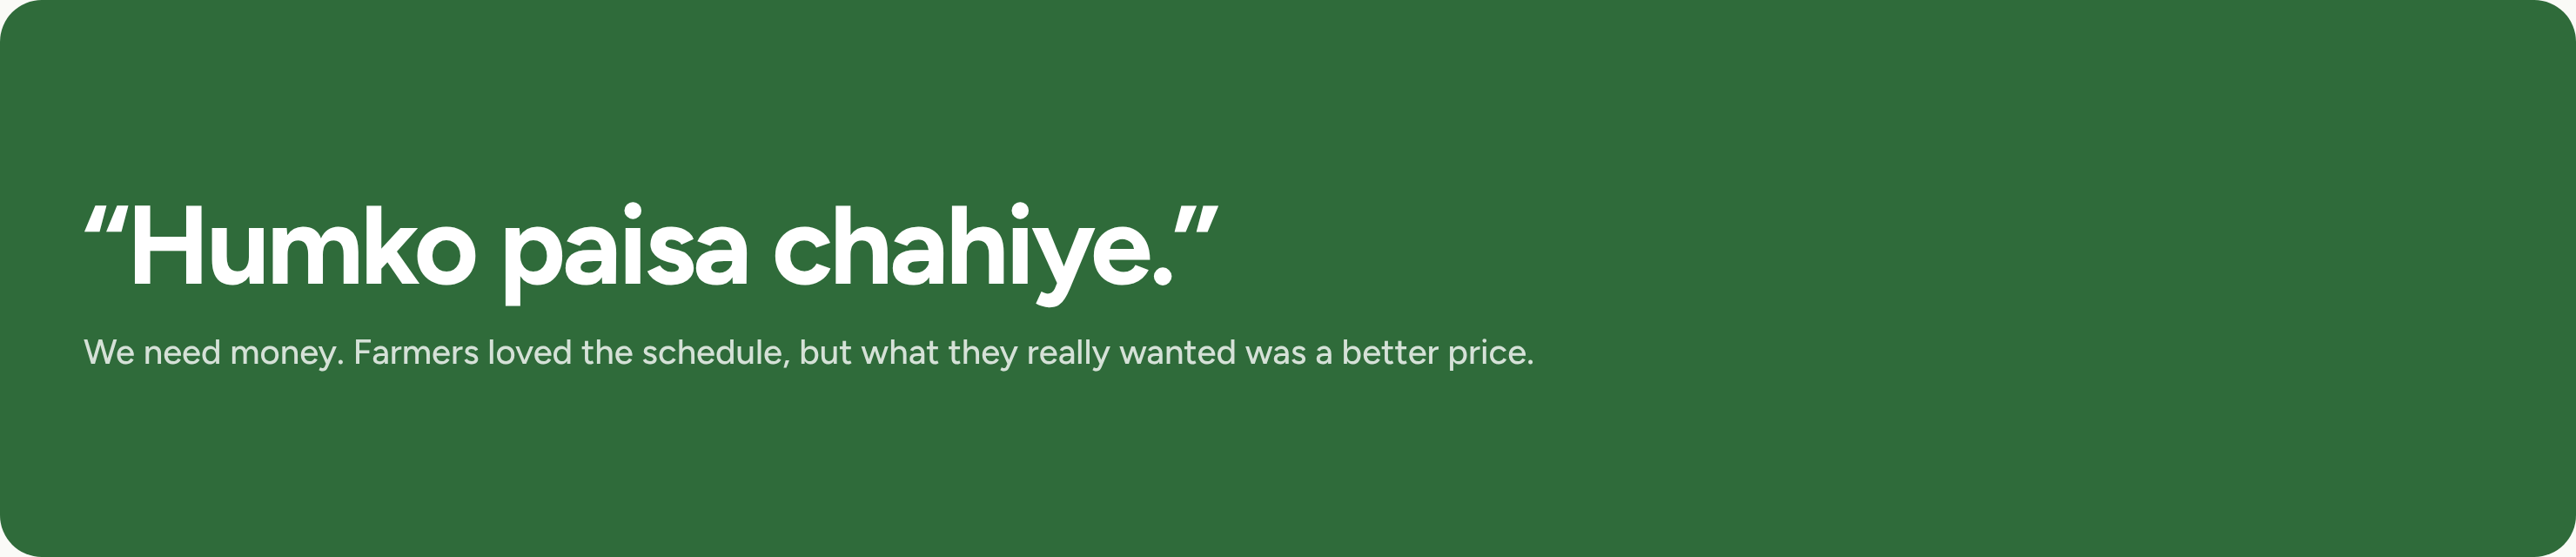 “Humko paisa chahiye.”
We need money. Farmers loved the schedule, but what they really wanted was a better price.